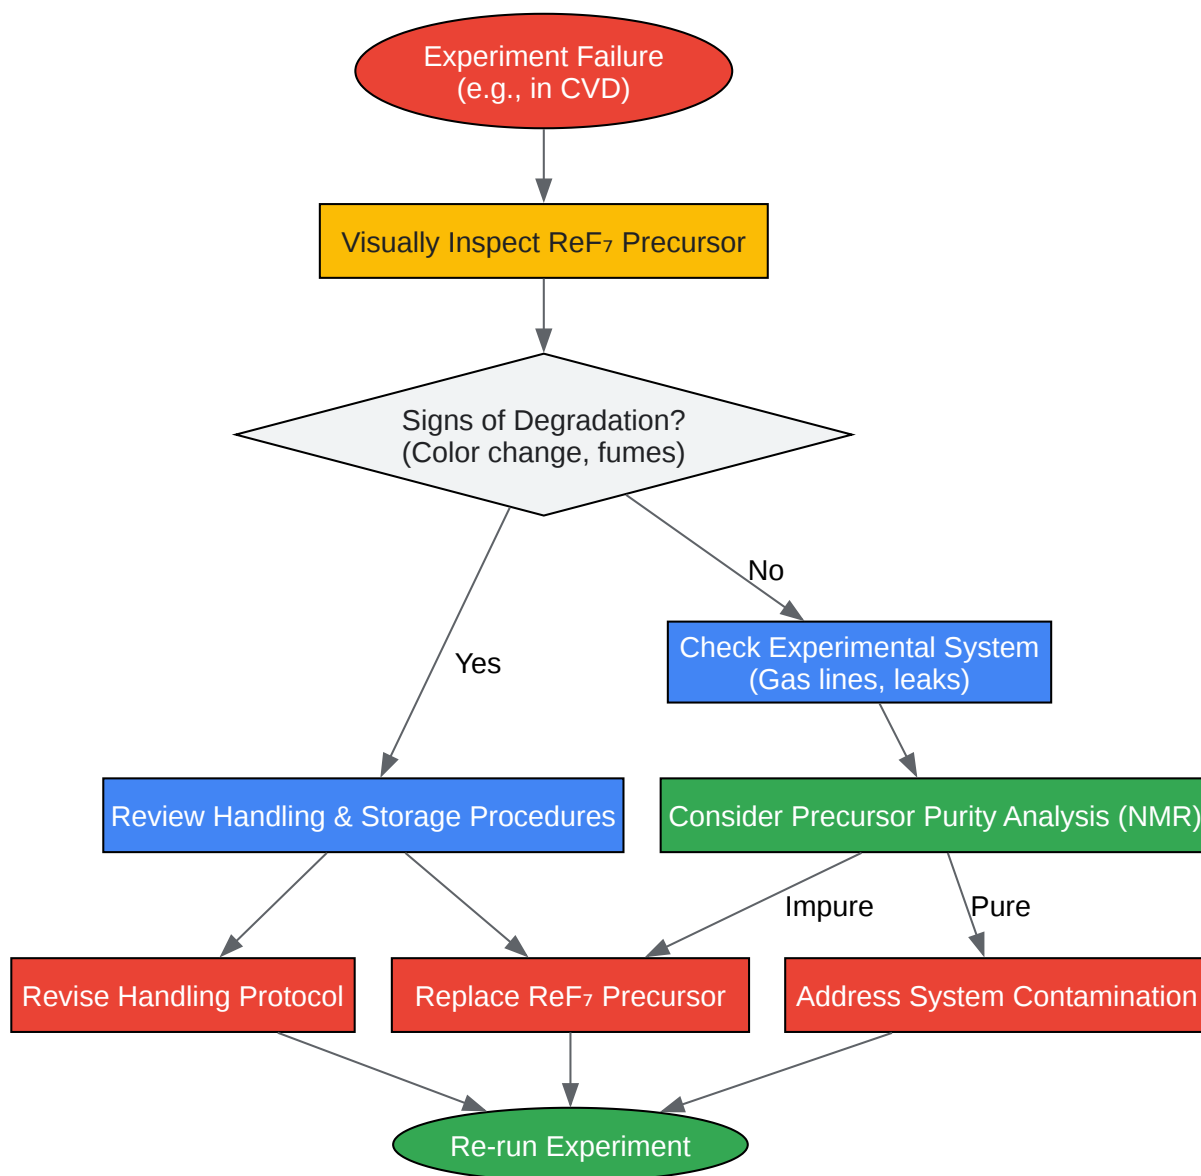 Experiment Failure
(e.g., in CVD)
Visually Inspect ReF₇ Precursor
Signs of Degradation?
(Color change, fumes)
No
Check Experimental System
(Gas lines, leaks)
Yes
Review Handling & Storage Procedures
Consider Precursor Purity Analysis (NMR)
Impure
Pure
Revise Handling Protocol
Replace ReF₇ Precursor
Address System Contamination
Re-run Experiment